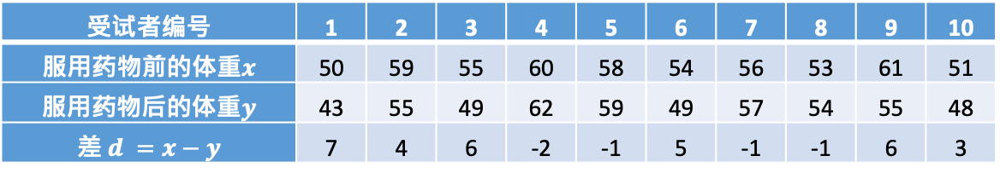 受试者编号 1 2 3 4 5 6 7 8 9 10
服用药物前的体重x 50 59 55 60 58 54 56 53 61 51
服用药物后的体重y 43 55 49 62 59 49 57 54 55 48
差 d = x − y 7 4 6 -2 -1 5 -1 -1 6 3